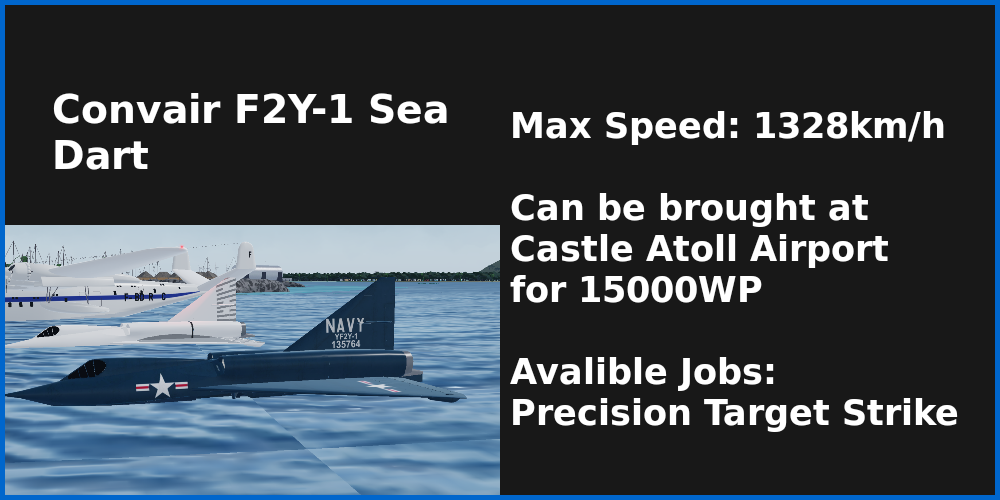 Convair F2Y-1 Sea
Dart
Max Speed: 1328km/h
Can be brought at
Castle Atoll Airport
for 15000WP
Avalible Jobs:
Precision Target Strike
NAVY
YF2Y-1
135764
F